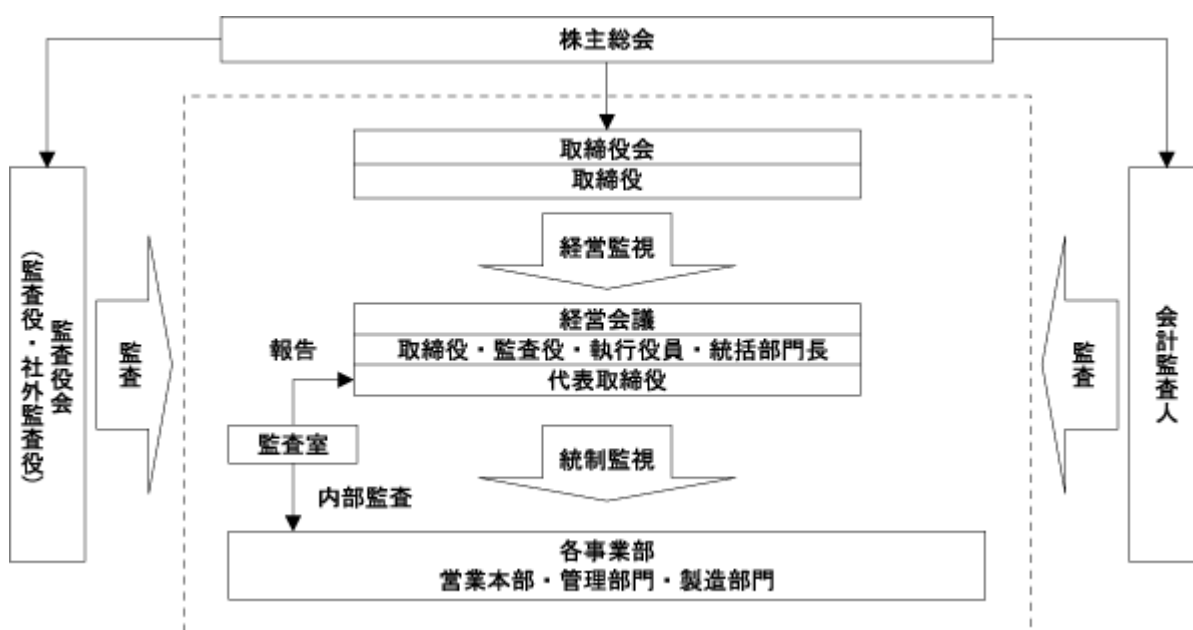 株主総会
取締役会
取締役
経営監視
経営会議
取締役・監査役・執行役員・統括部門長
代表取締役
報告
監査室
統制監視
内部監査
各事業部
営業本部・管理部門・製造部門
監査役会
(監査役・社外監査役)
監査
監査
会計監査人